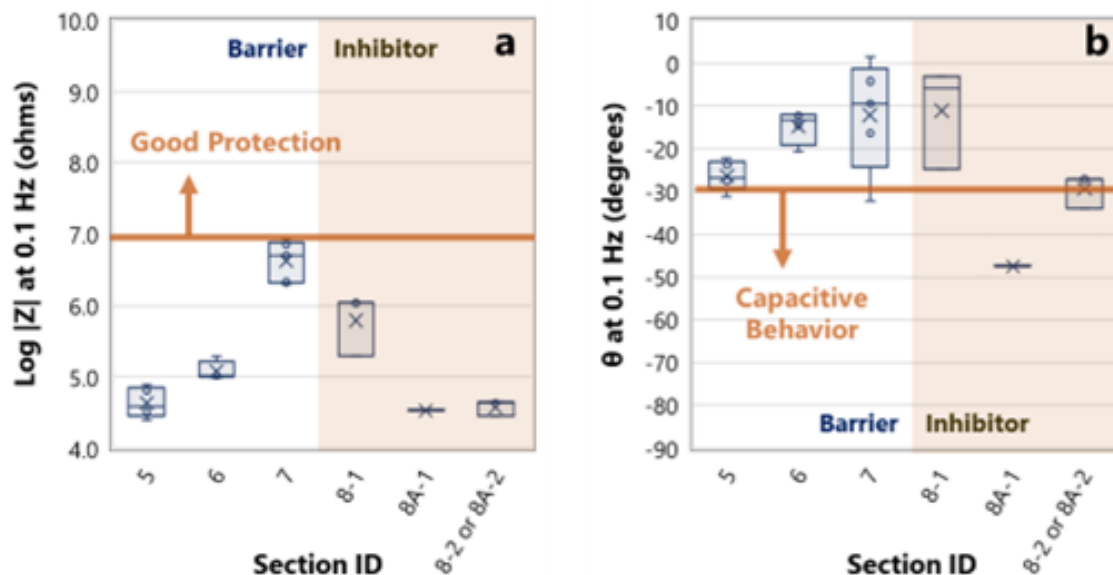 a
Barrier Inhibitor
Good Protection
Log |Z| at 0.1 Hz (ohms)
10.0
9.0
8.0
7.0
6.0
5.0
4.0
5
6
7
8-1
8A-1
8-2 or 8A-2
Section ID
b
θ at 0.1 Hz (degrees)
10
0
-10
-20
-30
-40
-50
-60
-70
-80
-90
Capacitive
Behavior
Barrier Inhibitor
5
6
7
8-1
8A-1
8-2 or 8A-2
Section ID